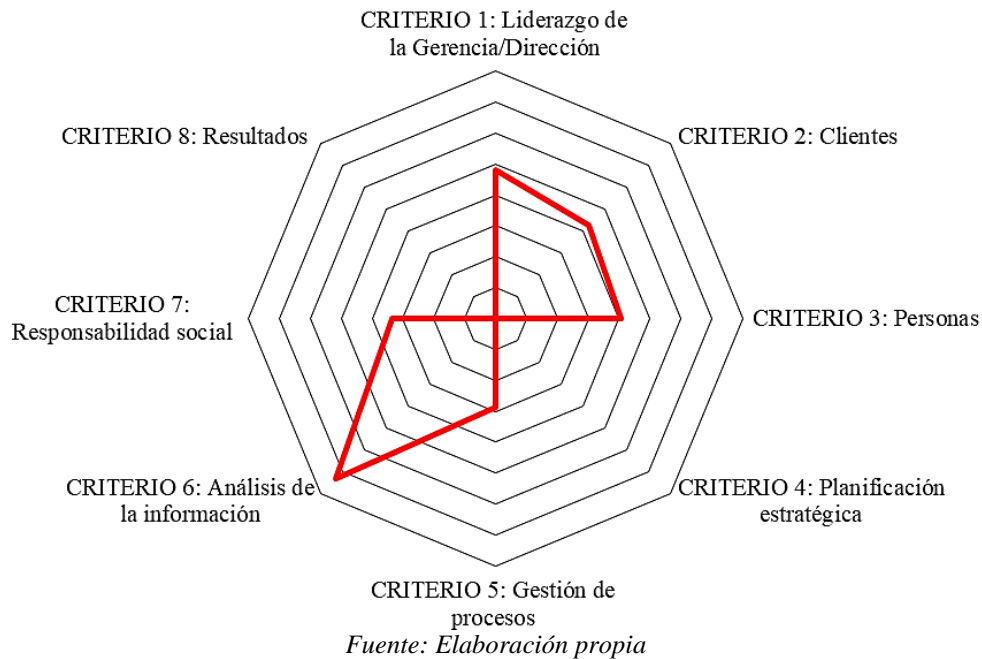 CRITERIO 1: Liderazgo de
la Gerencia/Dirección
CRITERIO 8: Resultados
CRITERIO 2: Clientes
CRITERIO 7:
Responsabilidad social
CRITERIO 3: Personas
CRITERIO 6: Análisis de
la información
CRITERIO 4: Planificación
estratégica
CRITERIO 5: Gestión de
procesos
Fuente: Elaboración propia